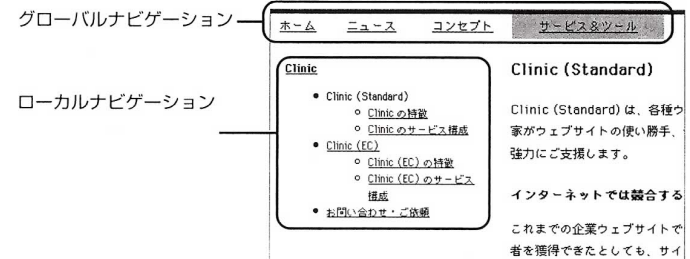 グローバルナビゲーション
ホーム ニュース コンセプト サービス&ツール
ローカルナビゲーション
Clinic
Clinic (Standard)
Clinic の特徴
Clinic のサービス構成
Clinic (EC)
Clinic (EC) の特徴
Clinic (EC) のサービス
構成
お問い合わせ・ご依頼
Clinic (Standard)
Clinic (Standard) は、各種ウ
家がウェブサイトの使い勝手、
強力にご支援します。
インターネットでは競合する
これまでの企業ウェブサイトで
者を獲得できたとしても、サイ